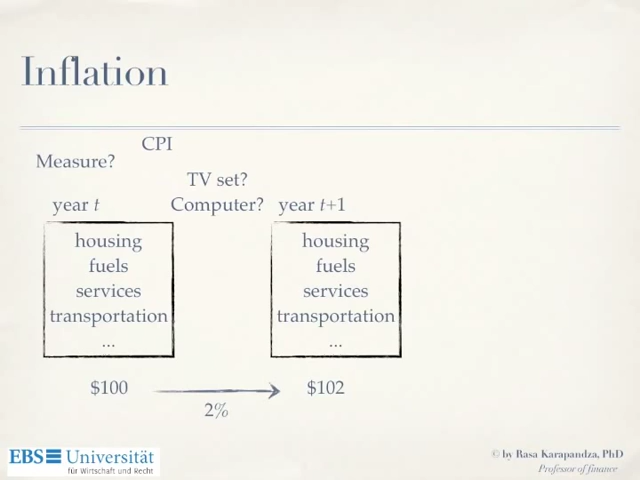 Inflation
CPI
Measure?
TV set?
year t
Computer?
year t+1
housing
fuels
services
transportation
...
housing
fuels
services
transportation
...
$100
$102
2%
EBS Universität
für Wirtschaft und Recht
© by Rasa Karapandza, PhD
Professor of finance